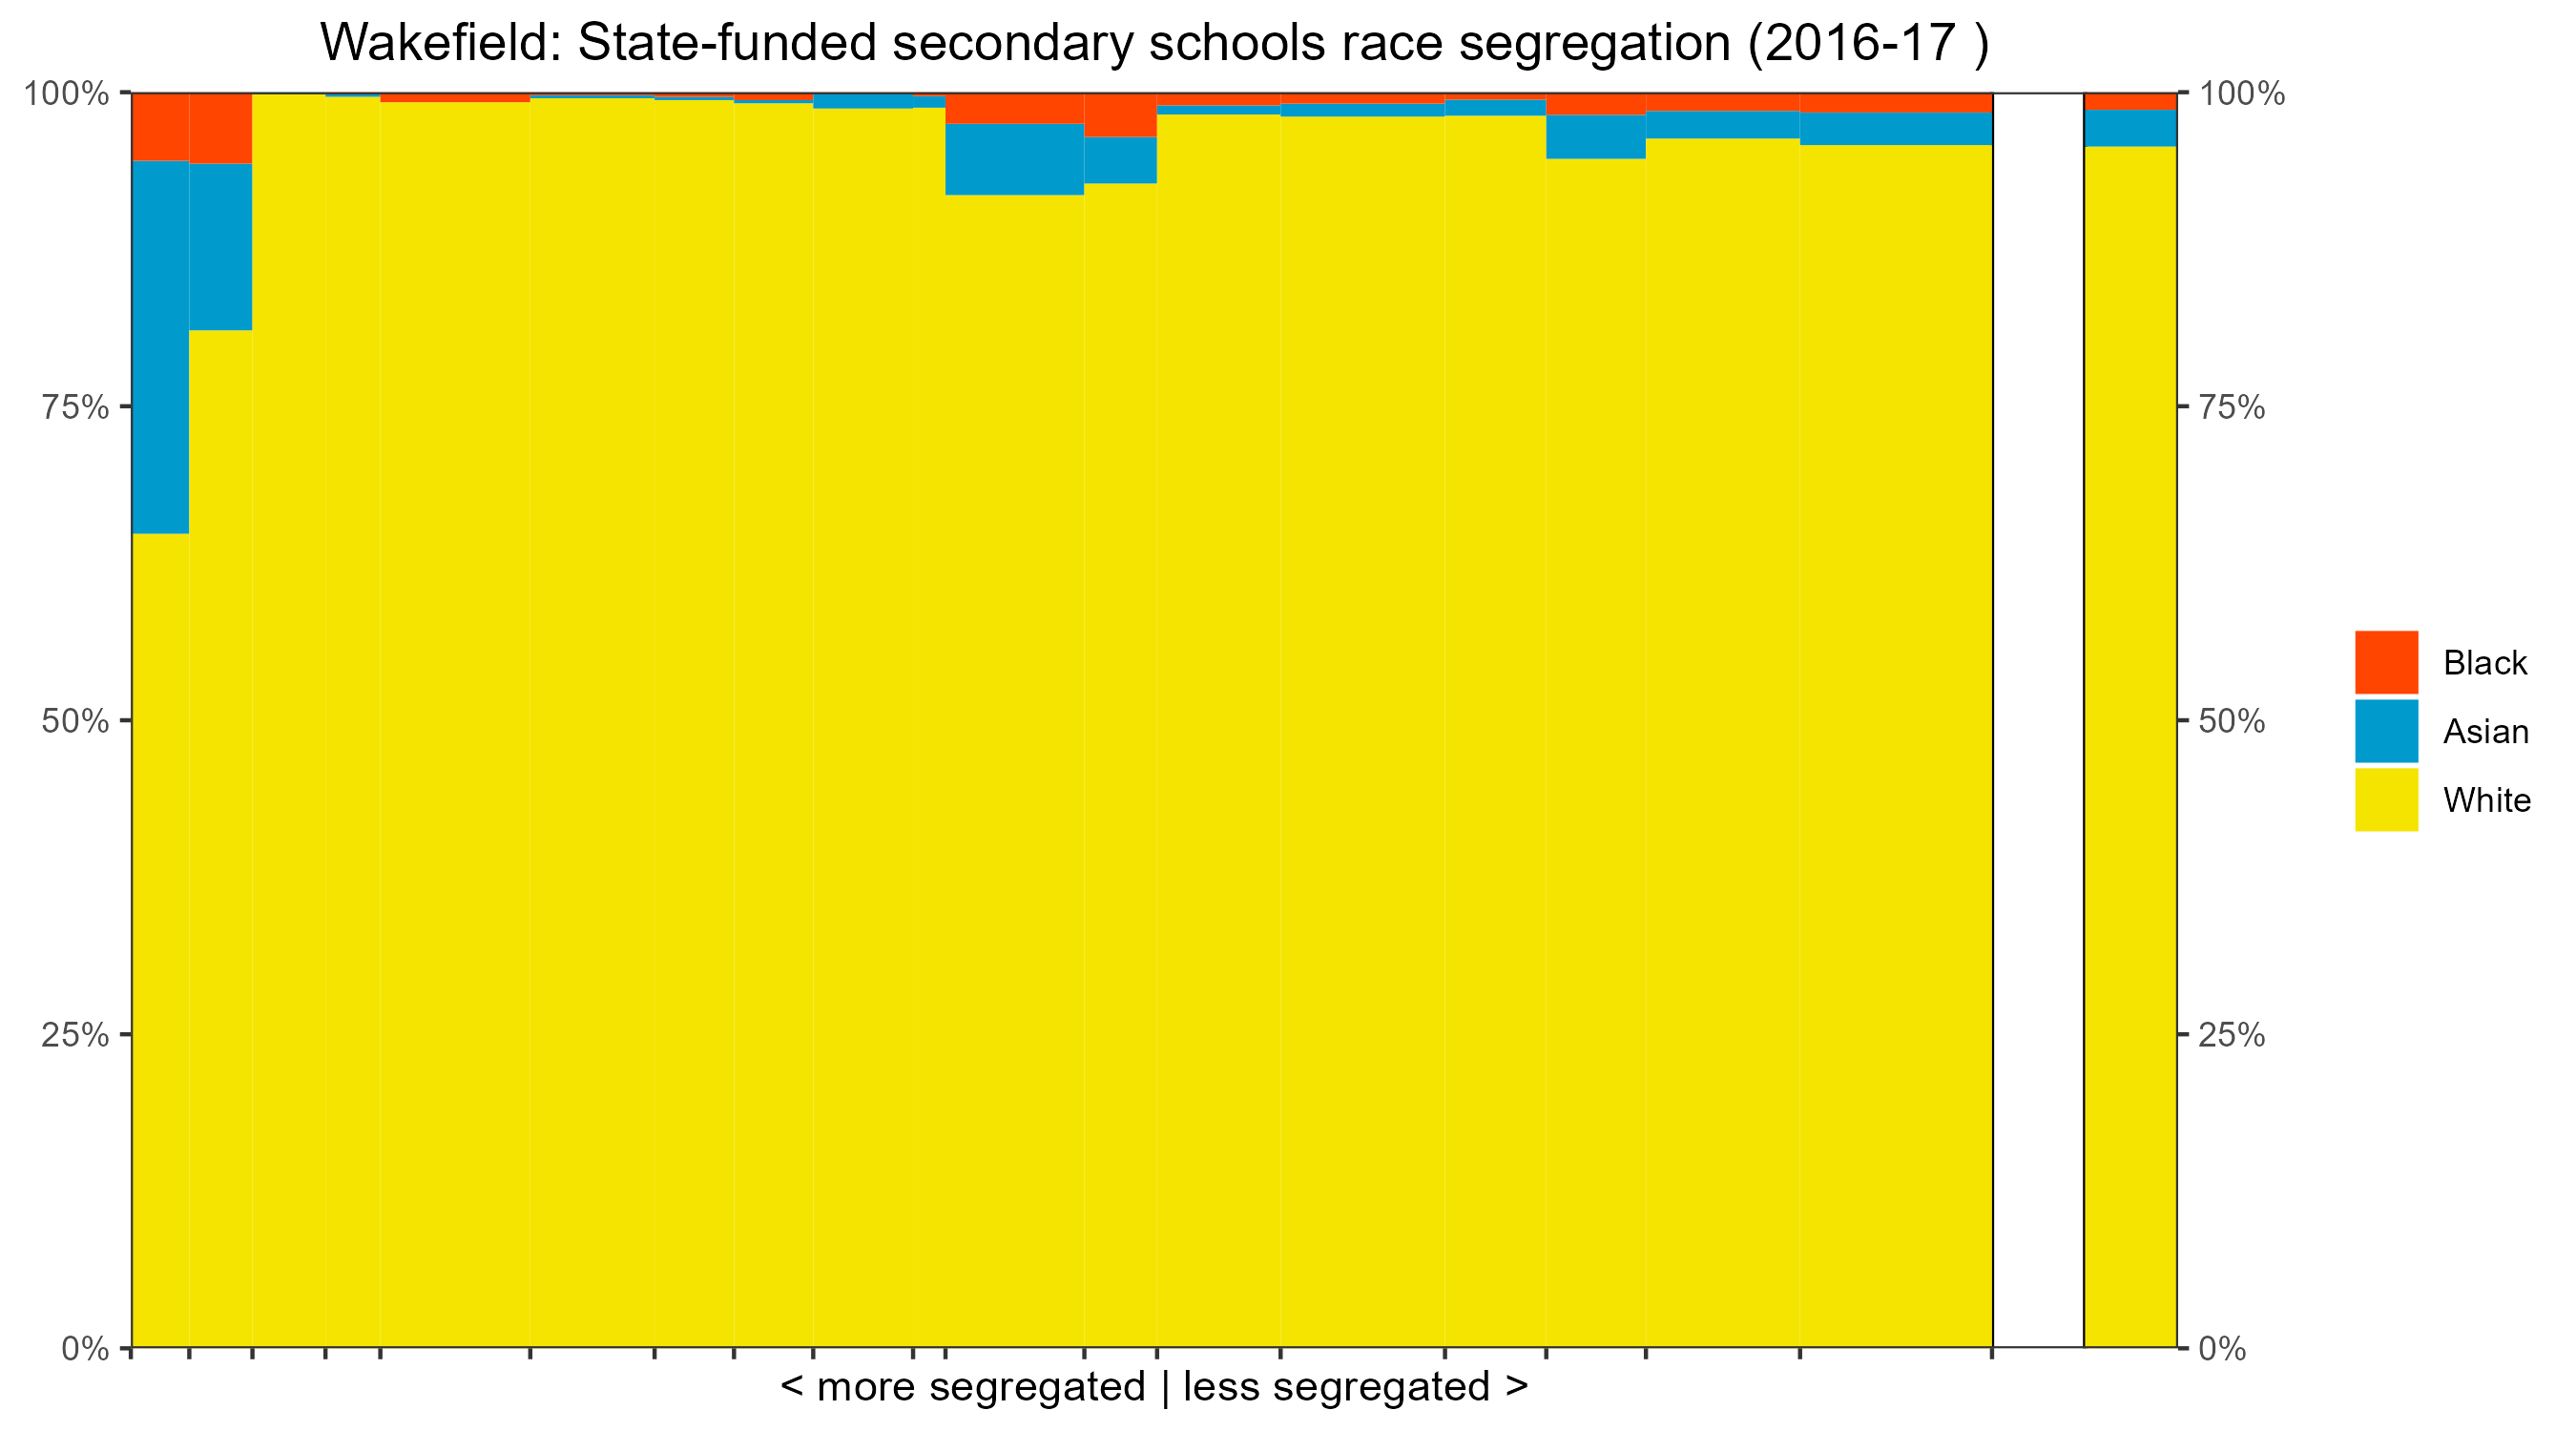 Wakefield: State-funded secondary schools race segregation (2016-17 )
100%
75%
50%
25%
0%
100%
75%
50%
25%
0%
Black
Asian
White
< more segregated | less segregated >